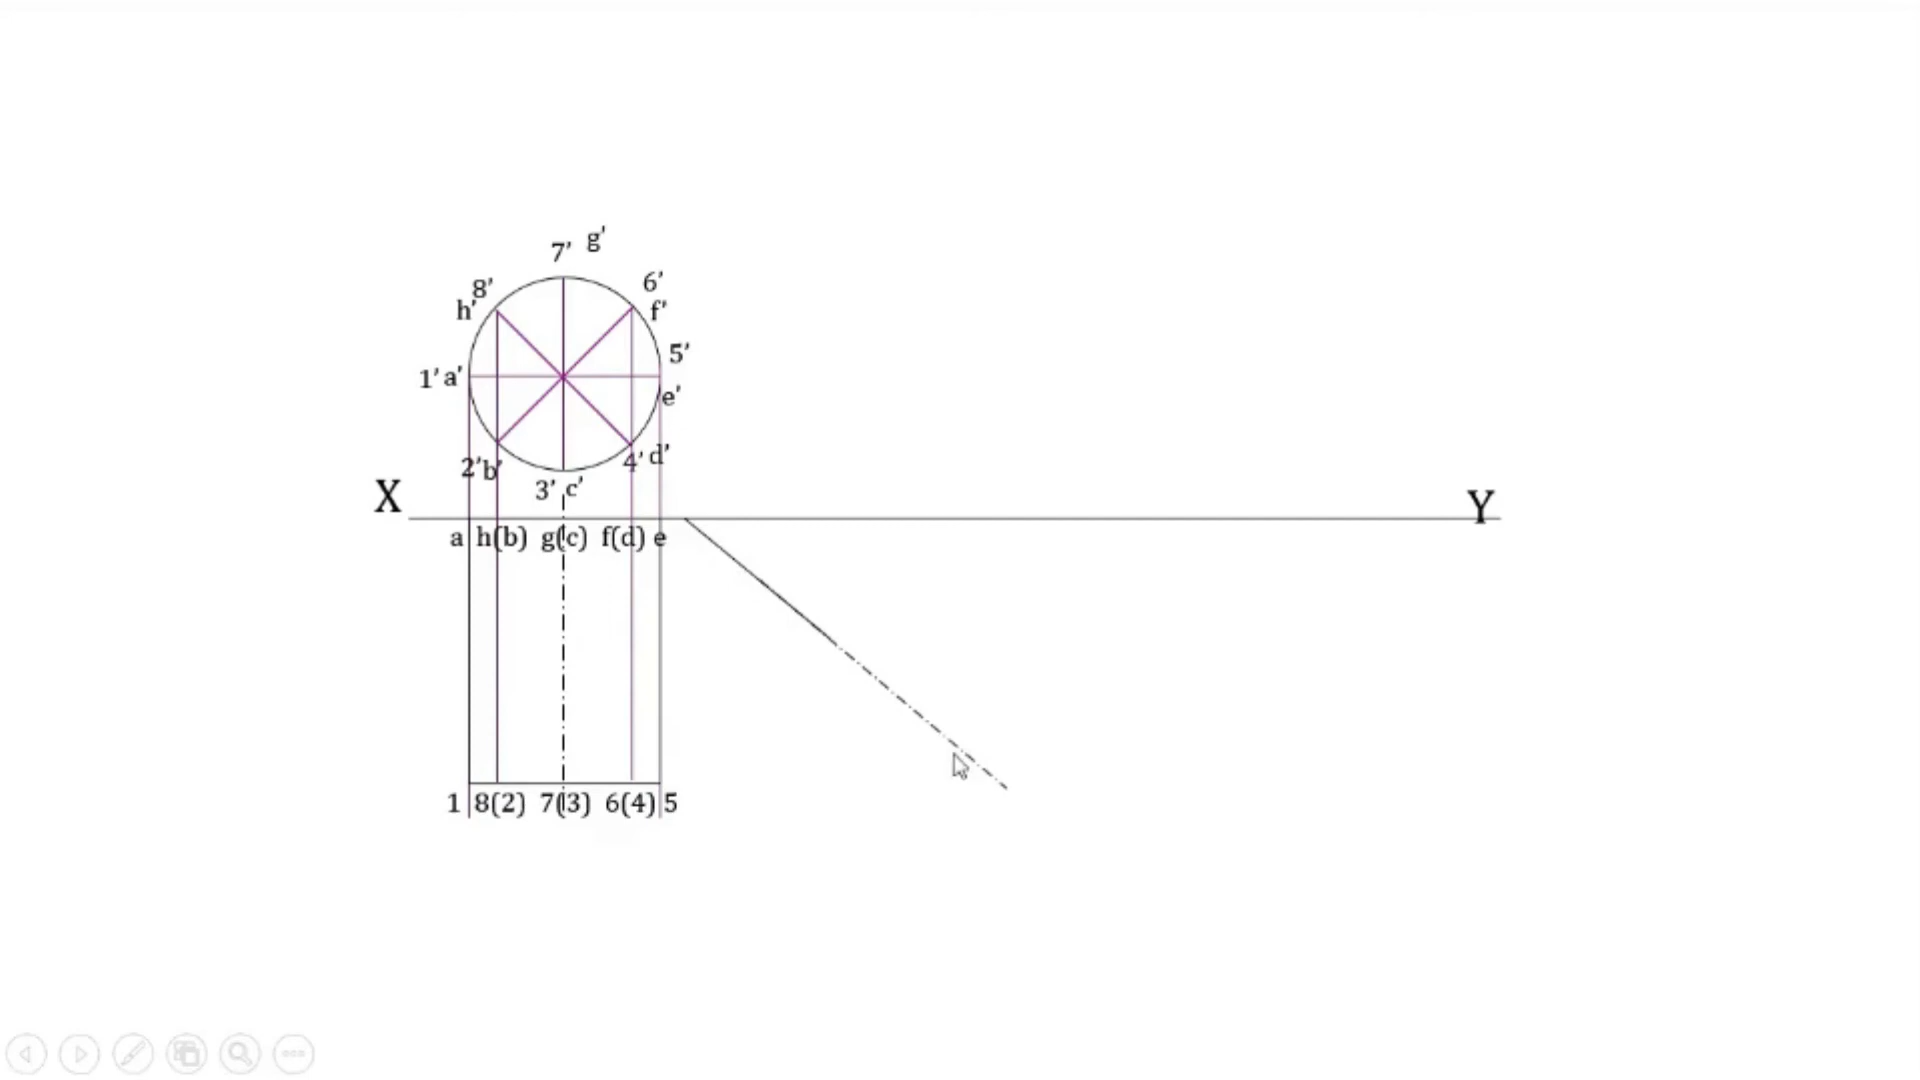 7' g'
8' 6'
h' f'
5'
1' a'
e'
2' b' 4' d'
3' c'
X Y
a h(b) g(c) f(d) e
1 8(2) 7(3) 6(4) 5